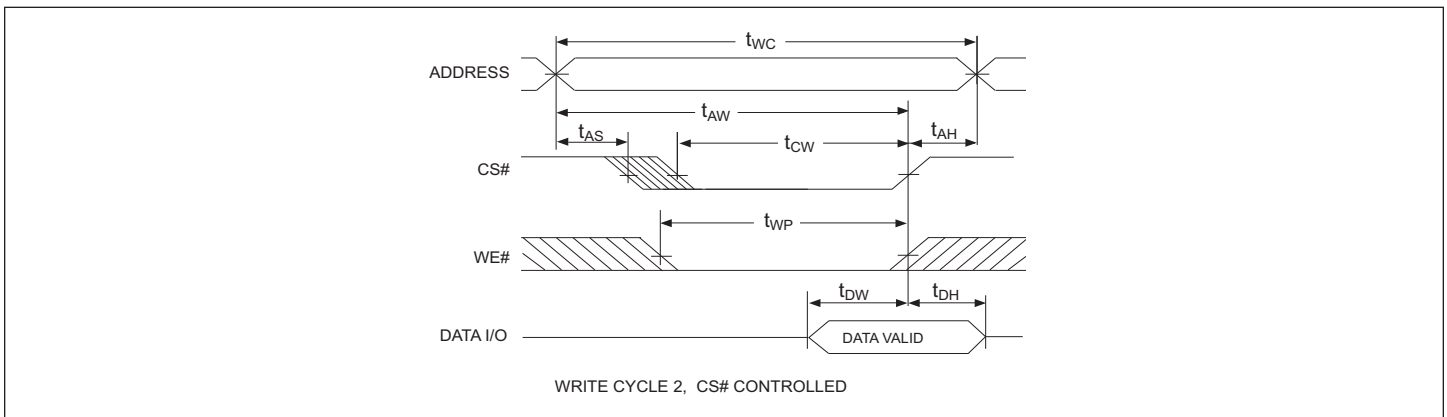 tWC
ADDRESS
tAW
tAS
tAH
tCW
CS#
tWP
WE#
tDW
tDH
DATA I/O
DATA VALID
WRITE CYCLE 2, CS# CONTROLLED